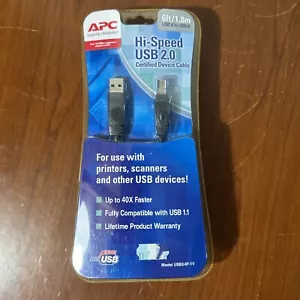 APC
6ft/1.8m
Hi-Speed
USB 2.0
Certified Device Cable
For use with
printers, scanners
and other USB devices!
Up to 40X Faster
Fully Compatible with USB 1.1
Lifetime Product Warranty
USB